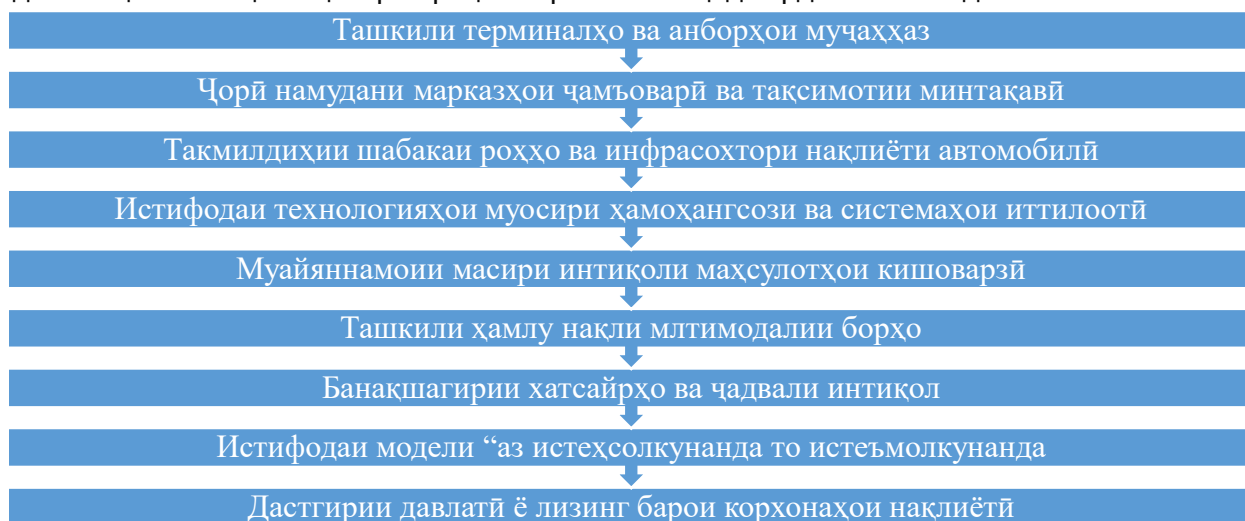 Ташкили терминалҳо ва анборҳои муҷаҳҳаз
Ҷорӣ намудани марказҳои ҷамъоварӣ ва тақсимотии минтақавӣ
Такмилдиҳии шабакаи роҳҳо ва инфрасохтори нақлиёти автомобилӣ
Истифодаи технологияҳои муосири ҳамоҳангсози ва системаҳои иттилоотӣ
Муайяннамоии масири интиқоли маҳсулотҳои кишоварзӣ
Ташкили ҳамлу нақли млтимодалии борҳо
Банақшагирии хатсайрҳо ва ҷадвали интиқол
Истифодаи модели “аз истеҳсолкунанда то истеъмолкунанда
Дастгирии давлатӣ ё лизинг барои корхонаҳои нақлиётӣ